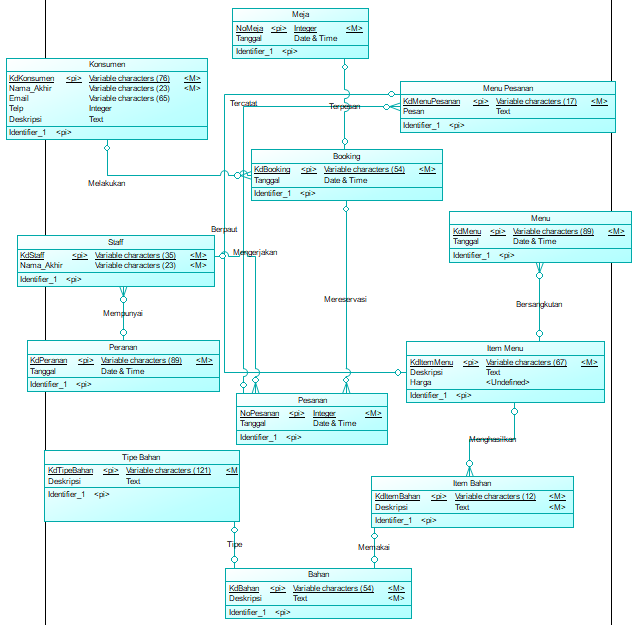 Meja
NoMeja <pi> Integer <M>
Tanggal Date & Time
Identifier_1 <pi>
Konsumen
KdKonsumen <pi> Variable characters (76) <M>
Nama_Akhir Variable characters (23) <M>
Email Variable characters (65)
Telp Integer
Deskripsi Text
Identifier_1 <pi>
Menu Pesanan
KdMenuPesanan <pi> Variable characters (17) <M>
Pesan Text
Identifier_1 <pi>
Tercatat
Terpesan
Booking
KdBooking <pi> Variable characters (54) <M>
Tanggal Date & Time
Identifier_1 <pi>
Melakukan
Menu
KdMenu <pi> Variable characters (89) <M>
Tanggal Date & Time
Identifier_1 <pi>
Berpaut
Staff
KdStaff <pi> Variable characters (35) <M>
Nama_Akhir Variable characters (23) <M>
Identifier_1 <pi>
Mengerjakan
Mereservasi
Bersangkutan
Mempunyai
Peranan
KdPeranan <pi> Variable characters (89) <M>
Tanggal Date & Time
Identifier_1 <pi>
Item Menu
KdItemMenu <pi> Variable characters (67) <M>
Deskripsi Text
Harga <Undefined>
Identifier_1 <pi>
Pesanan
NoPesanan <pi> Integer <M>
Tanggal Date & Time
Identifier_1 <pi>
Menghasilkan
Tipe Bahan
KdTipeBahan <pi> Variable characters (121) <M
Deskripsi Text
Identifier_1 <pi>
Item Bahan
KdItemBahan <pi> Variable characters (12) <M>
Deskripsi Text <M>
Identifier_1 <pi>
Tipe
Memakai
Bahan
KdBahan <pi> Variable characters (54) <M>
Deskripsi Text <M>
Identifier_1 <pi>